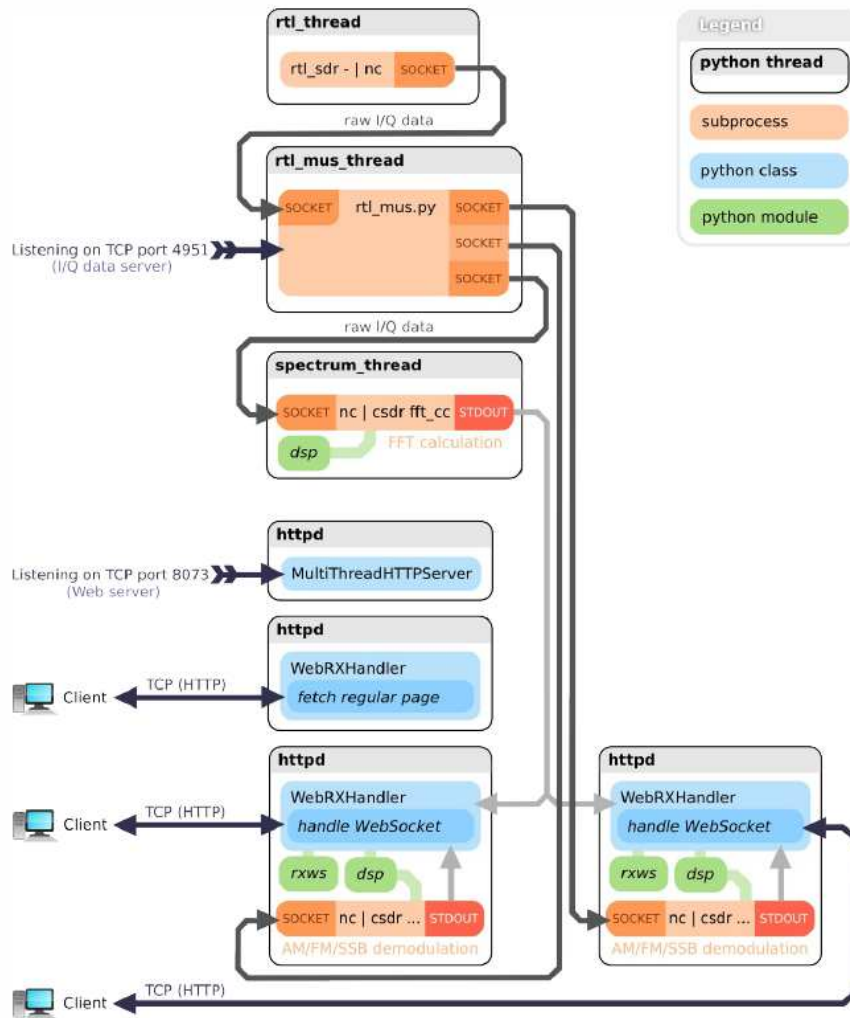 rtl_thread
rtl_sdr - | nc SOCKET
raw I/Q data
Legend
python thread
subprocess
python class
python module
rtl_mus_thread
SOCKET rtl_mus.py SOCKET
SOCKET
SOCKET
Listening on TCP port 4951
(I/Q data server)
raw I/Q data
spectrum_thread
SOCKET nc | csdr fft_cc STDOUT
FFT calculation
dsp
httpd
MultiThreadHTTPServer
Listening on TCP port 8073
(Web server)
httpd
WebRXHandler
fetch regular page
Client
TCP (HTTP)
httpd
WebRXHandler
handle WebSocket
rxws dsp
SOCKET nc | csdr ... STDOUT
AM/FM/SSB demodulation
Client
TCP (HTTP)
httpd
WebRXHandler
handle WebSocket
rxws dsp
SOCKET nc | csdr ... STDOUT
AM/FM/SSB demodulation
Client
TCP (HTTP)